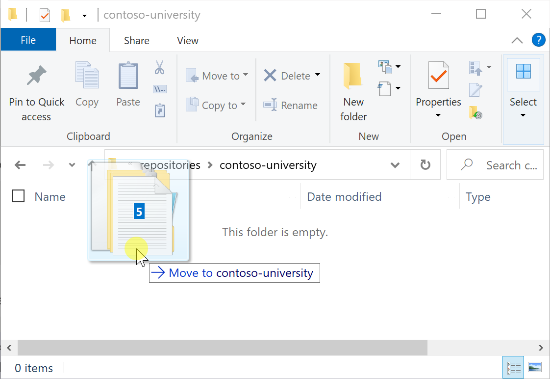 contoso-university
File Home Share View
Pin to Quick access
Copy
Paste
Move to
Copy to
Delete
Rename
New folder
Properties
Select
Clipboard Organize New Open
repositories > contoso-university
Search c...
Name Date modified Type
This folder is empty.
5
Move to contoso-university
0 items